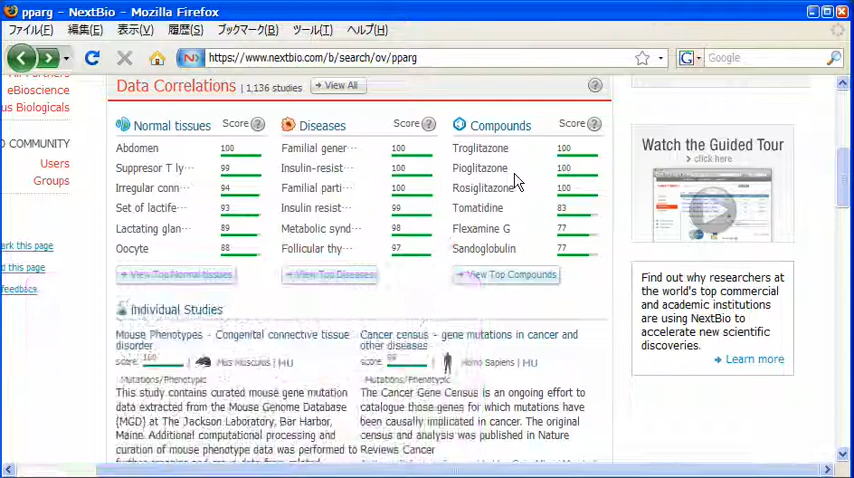 pparg - NextBio - Mozilla Firefox
ファイル(F) 編集(E) 表示(V) 履歴(S) ブックマーク(B) ツール(T) ヘルプ(H)
https://www.nextbio.com/b/search/ov/pparg
Google
eBioscience
us Biologicals
O COMMUNITY
Users
Groups
ark this page
d this page
feedback
Data Correlations | 1,136 studies View All
Normal tissues Score
Abdomen 100
Suppresor T ly··· 99
Irregular conn··· 94
Set of lactife··· 93
Lactating glan··· 89
Oocyte 88
View Top Normal tissues
Diseases Score
Familial gener··· 100
Insulin-resist··· 100
Familial parti··· 100
Insulin resist··· 99
Metabolic synd··· 98
Follicular thy··· 97
View Top Diseases
Compounds Score
Troglitazone 100
Pioglitazone 100
Rosiglitazone 100
Tomatidine 83
Flexamine G 77
Sandoglobulin 77
View Top Compounds
Individual Studies
Mouse Phenotypes - Congenital connective tissue
disorder
score: 100 | Mus Musculus | HU
Mutations/Phenotypic
This study contains curated mouse gene mutation
data extracted from the Mouse Genome Database
(MGD) at The Jackson Laboratory, Bar Harbor,
Maine. Additional computational processing and
curation of mouse phenotype data was performed to
Cancer census - gene mutations in cancer and
other diseases
score: 99 | Homo Sapiens | HU
Mutations/Phenotypic
The Cancer Gene Census is an ongoing effort to
catalogue those genes for which mutations have
been causally implicated in cancer. The original
census and analysis was published in Nature
Reviews Cancer
Watch the Guided Tour
click here
Find out why researchers at
the world's top commercial
and academic institutions
are using NextBio to
accelerate new scientific
discoveries.
Learn more